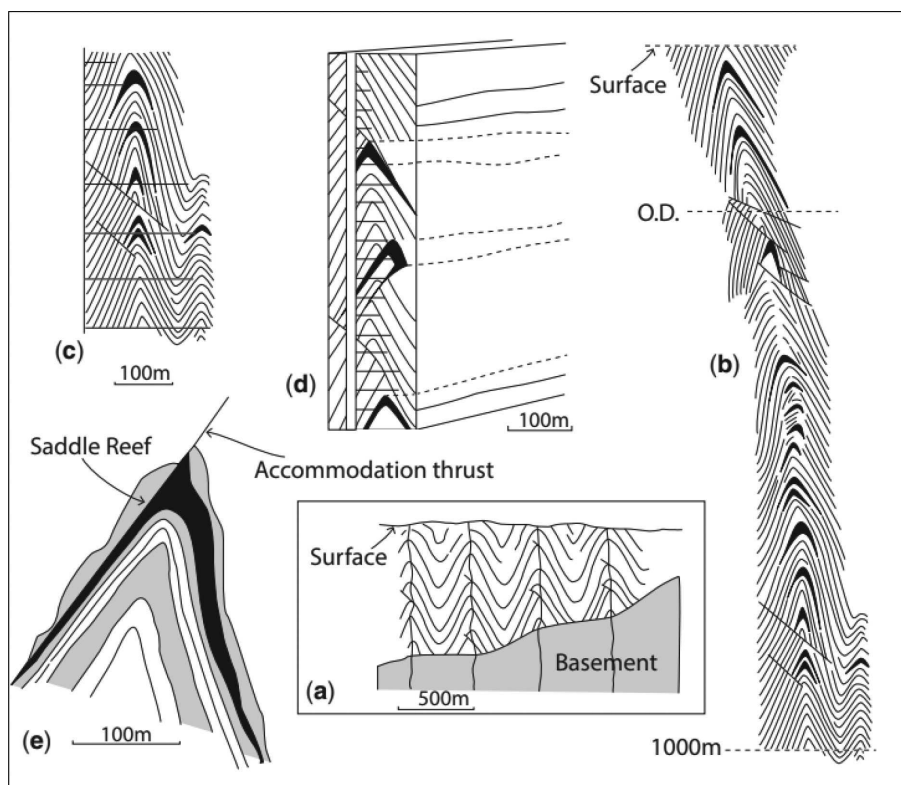 (c)
100m
(d)
100m
Surface
O.D.
(b)
1000m
Saddle Reef
Accommodation thrust
(e)
100m
Surface
Basement
(a)
500m